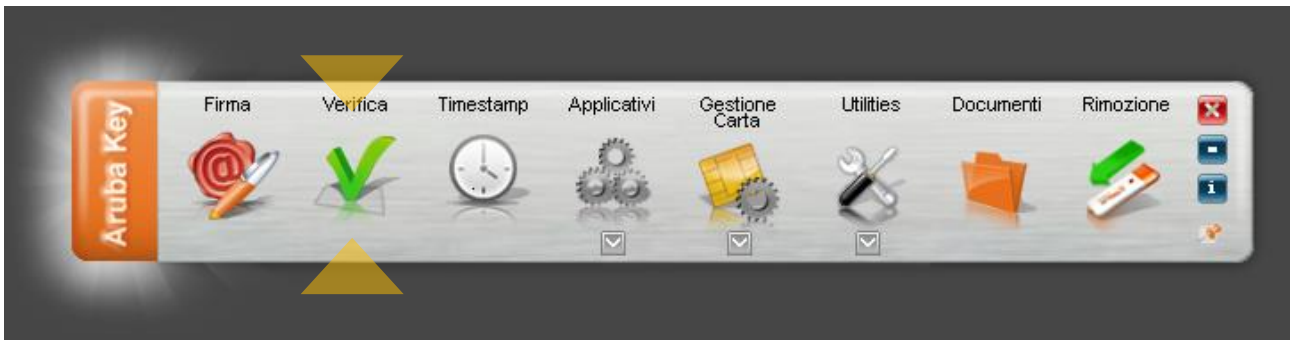 Aruba Key
Firma
Verifica
Timestamp
Applicativi
Gestione
Carta
Utilities
Documenti
Rimozione